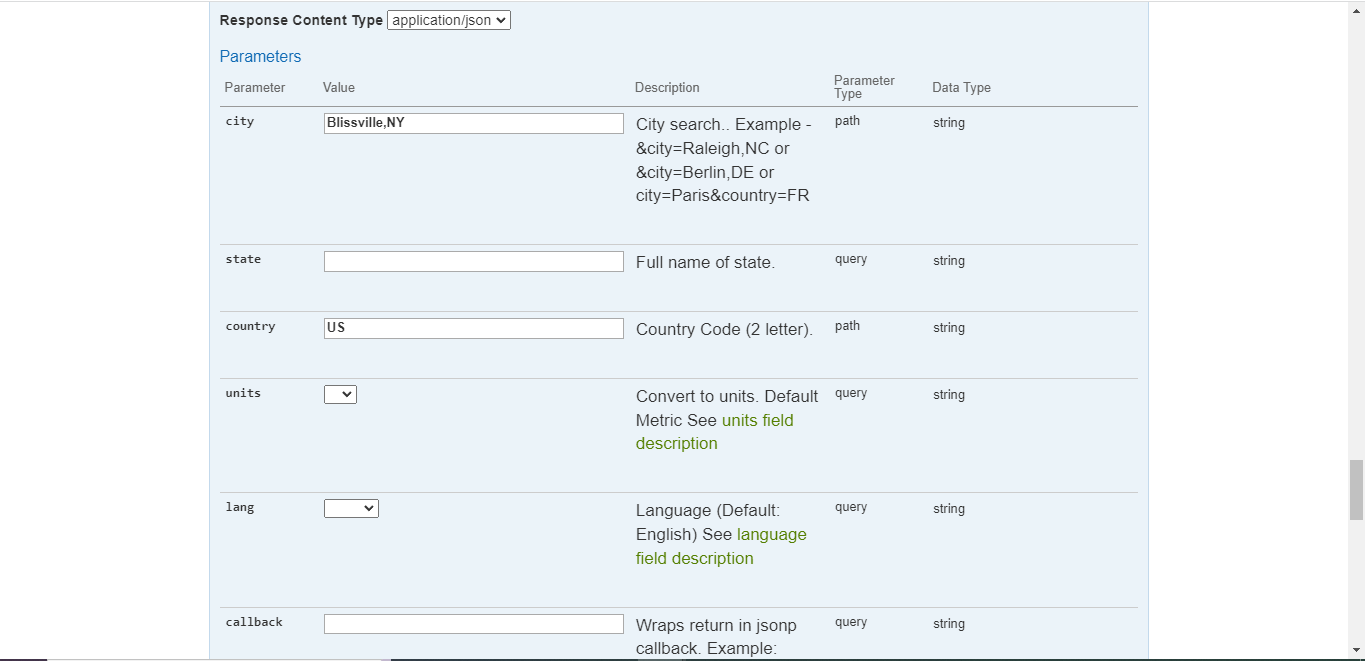 Response Content Type application/json
Parameters
Parameter Value Description Parameter Type Data Type
city Blissville,NY City search.. Example - path string
&city=Raleigh,NC or
&city=Berlin,DE or
city=Paris&country=FR
state Full name of state. query string
country US Country Code (2 letter). path string
units Convert to units. Default query string
Metric See units field
description
lang Language (Default: query string
English) See language
field description
callback Wraps return in jsonp query string
callback. Example: